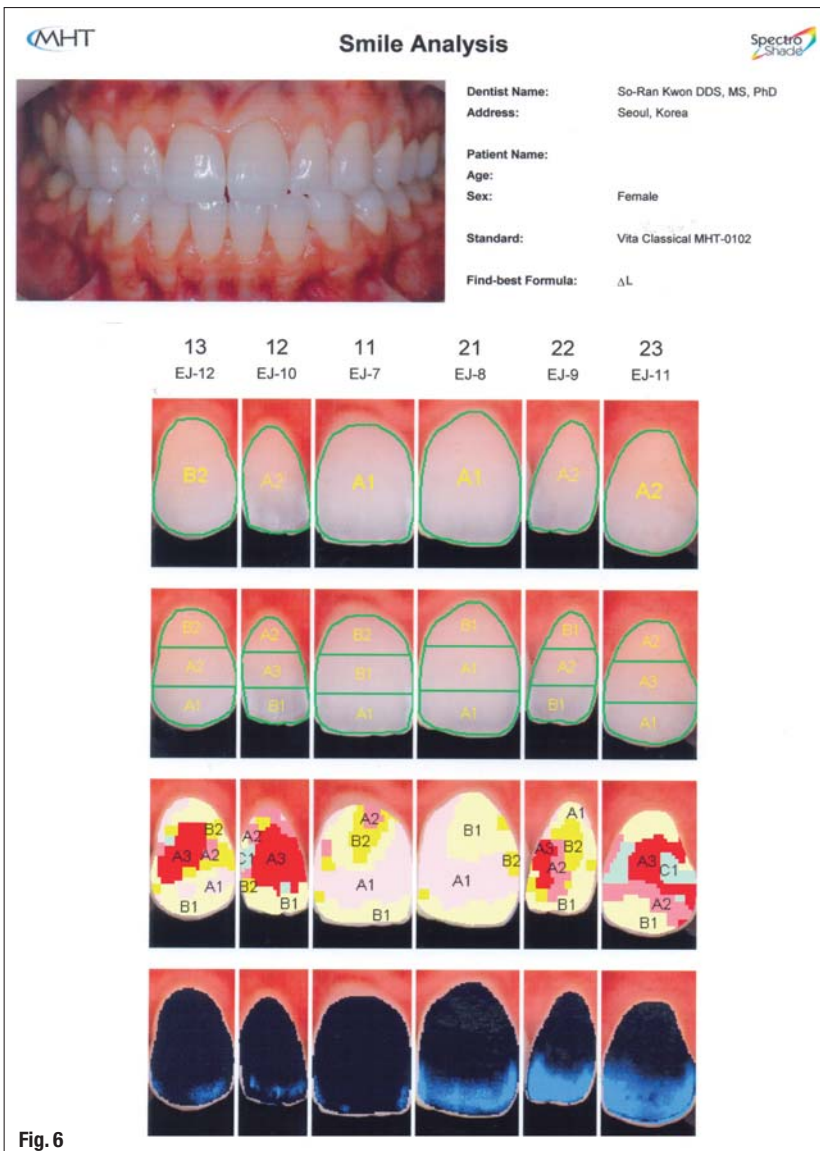 MHT
Smile Analysis
Spectro Shade
Dentist Name: So-Ran Kwon DDS, MS, PhD
Address: Seoul, Korea
Patient Name:
Age:
Sex: Female
Standard: Vita Classical MHT-0102
Find-best Formula: ΔL
13 12 11 21 22 23
EJ-12 EJ-10 EJ-7 EJ-8 EJ-9 EJ-11
B2 A2 A1 A1 A2 A2
B2 A2 B2 B1 B1 A2
A2 A3 B1 A1 A2 A3
A1 B1 A1 A1 B1 A1
B2 A3 A2 A1 B1
A2 C1 A3 B2 B1
A2 B2 A1 B1
B1 B2 A1
A1 B2 A3 A2 B1
A3 C1 A2 B1
Fig. 6